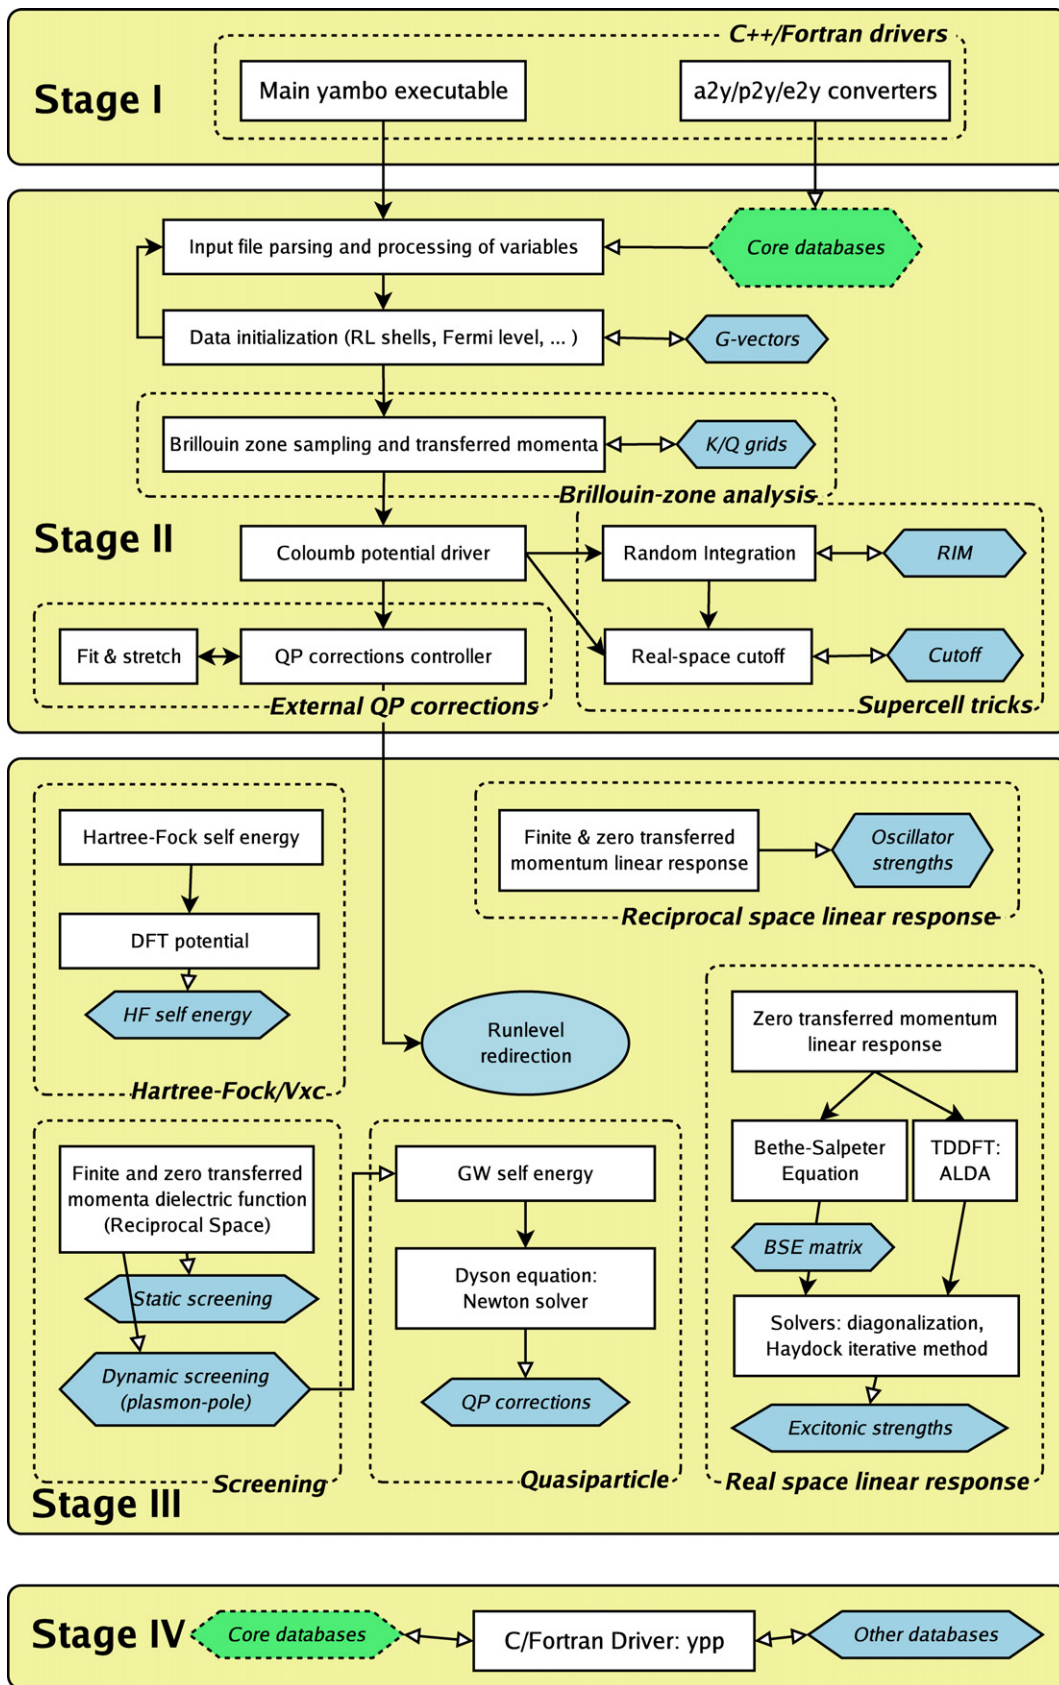 Stage I
C++/Fortran drivers
Main yambo executable
a2y/p2y/e2y converters
Stage II
Input file parsing and processing of variables
Core databases
Data initialization (RL shells, Fermi level, ... )
G-vectors
Brillouin zone sampling and transferred momenta
K/Q grids
Brillouin-zone analysis
Coloumb potential driver
Random Integration
RIM
Fit & stretch
QP corrections controller
Real-space cutoff
Cutoff
External QP corrections
Supercell tricks
Hartree-Fock self energy
DFT potential
HF self energy
Hartree-Fock/Vxc
Finite & zero transferred
momentum linear response
Oscillator
strengths
Reciprocal space linear response
Runlevel
redirection
Zero transferred momentum
linear response
Bethe-Salpeter
Equation
TDDFT:
ALDA
BSE matrix
Solvers: diagonalization,
Haydock iterative method
Excitonic strengths
Real space linear response
Finite and zero transferred
momenta dielectric function
(Reciprocal Space)
Static screening
Dynamic screening
(plasmon-pole)
Screening
GW self energy
Dyson equation:
Newton solver
QP corrections
Quasiparticle
Stage III
Stage IV
Core databases
C/Fortran Driver: ypp
Other databases